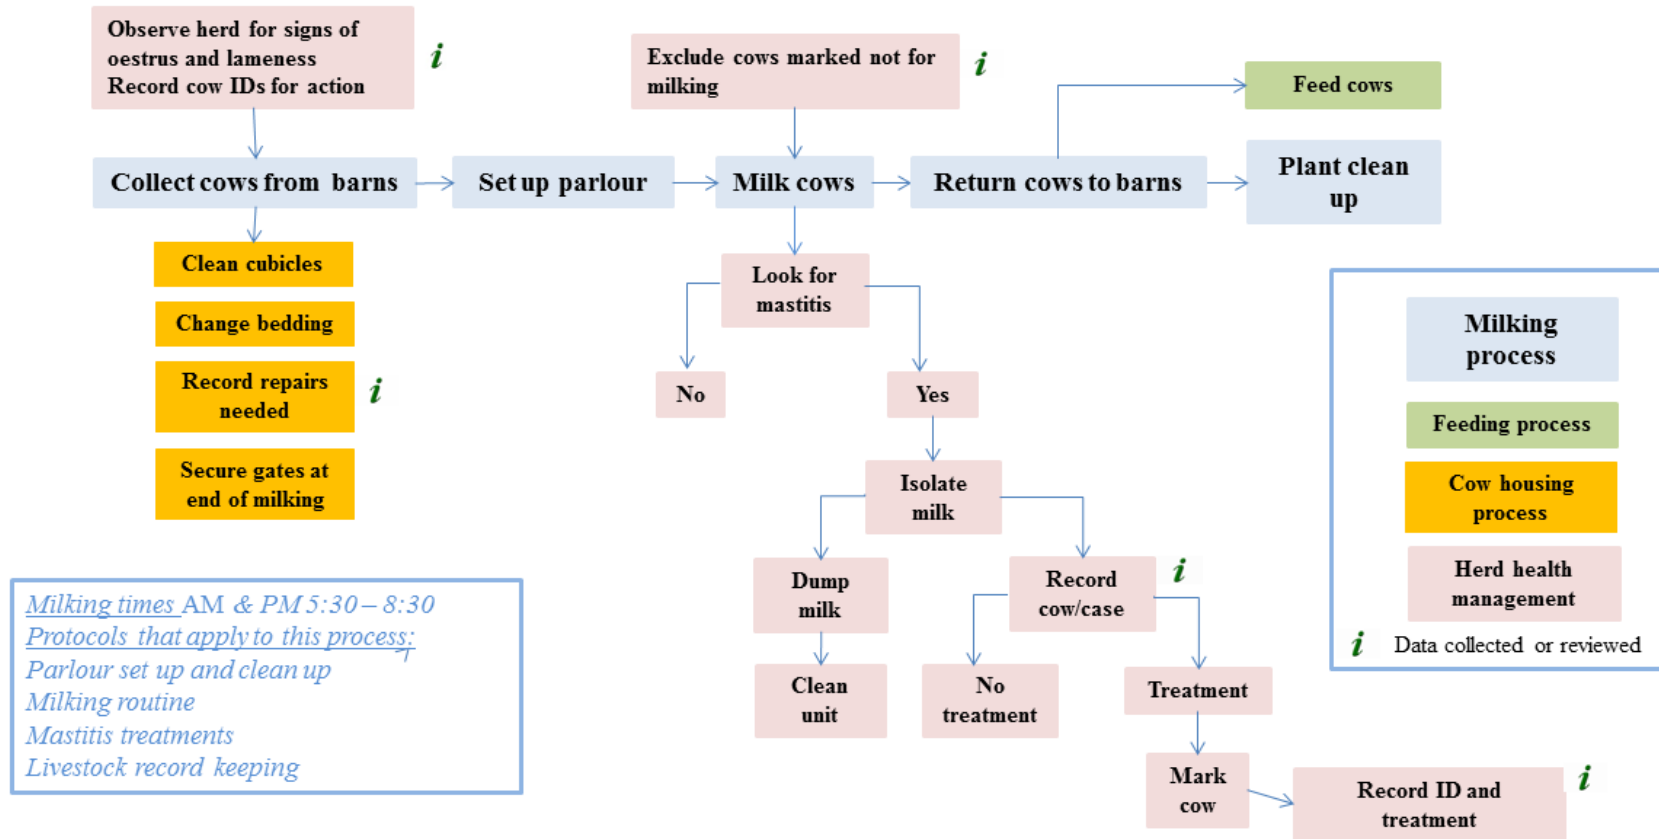 Observe herd for signs of
oestrus and lameness
Record cow IDs for action
i
Exclude cows marked not for
milking
i
Feed cows
Collect cows from barns
Set up parlour
Milk cows
Return cows to barns
Plant clean
up
Clean cubicles
Change bedding
Record repairs
needed
i
Secure gates at
end of milking
Look for
mastitis
No
Yes
Isolate
milk
Dump
milk
Clean
unit
Record
cow/case
i
No
treatment
Treatment
Mark
cow
Record ID and
treatment
i
Milking times AM & PM 5:30 – 8:30
Protocols that apply to this process:
Parlour set up and clean up
Milking routine
Mastitis treatments
Livestock record keeping
Milking
process
Feeding process
Cow housing
process
Herd health
management
i Data collected or reviewed